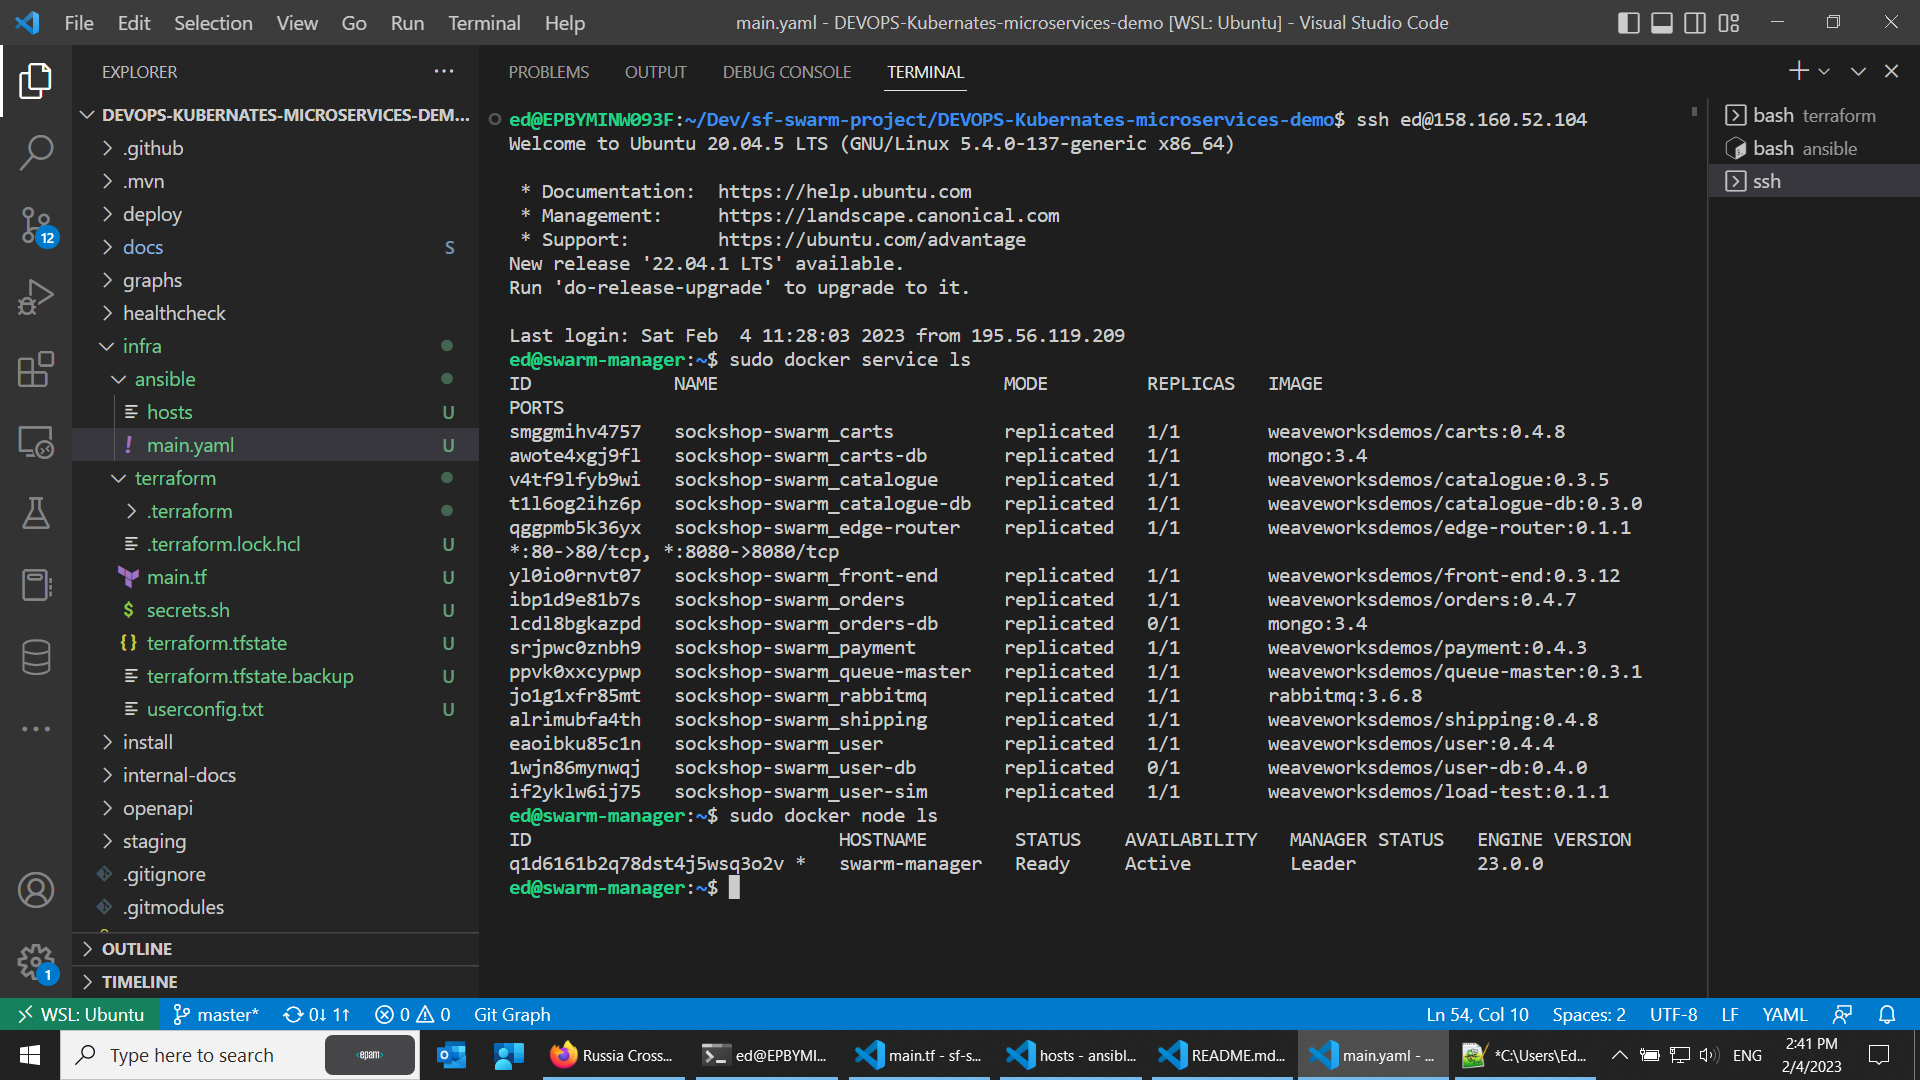 File Edit Selection View Go Run Terminal Help
main.yaml - DEVOPS-Kubernates-microservices-demo [WSL: Ubuntu] - Visual Studio Code
EXPLORER
DEVOPS-KUBERNATES-MICROSERVICES-DEM...
.github
.mvn
deploy
docs S
graphs
healthcheck
infra
ansible
hosts U
main.yaml U
terraform
.terraform
.terraform.lock.hcl U
main.tf U
secrets.sh U
terraform.tfstate U
terraform.tfstate.backup U
userconfig.txt U
install
internal-docs
openapi
staging
.gitignore
.gitmodules
OUTLINE
TIMELINE
12
1
PROBLEMS OUTPUT DEBUG CONSOLE TERMINAL
ed@EPBYMINW093F:~/Dev/sf-swarm-project/DEVOPS-Kubernates-microservices-demo$ ssh ed@158.160.52.104
Welcome to Ubuntu 20.04.5 LTS (GNU/Linux 5.4.0-137-generic x86_64)
* Documentation: https://help.ubuntu.com
* Management: https://landscape.canonical.com
* Support: https://ubuntu.com/advantage
New release '22.04.1 LTS' available.
Run 'do-release-upgrade' to upgrade to it.
Last login: Sat Feb 4 11:28:03 2023 from 195.56.119.209
ed@swarm-manager:~$ sudo docker service ls
ID NAME MODE REPLICAS IMAGE
PORTS
smggmihv4757 sockshop-swarm_carts replicated 1/1 weaveworksdemos/carts:0.4.8
awote4xgj9fl sockshop-swarm_carts-db replicated 1/1 mongo:3.4
v4tf9lfyb9wi sockshop-swarm_catalogue replicated 1/1 weaveworksdemos/catalogue:0.3.5
t1l6og2ihz6p sockshop-swarm_catalogue-db replicated 1/1 weaveworksdemos/catalogue-db:0.3.0
qggpmb5k36yx sockshop-swarm_edge-router replicated 1/1 weaveworksdemos/edge-router:0.1.1
*:80->80/tcp, *:8080->8080/tcp
yl0io0rnvt07 sockshop-swarm_front-end replicated 1/1 weaveworksdemos/front-end:0.3.12
ibp1d9e81b7s sockshop-swarm_orders replicated 1/1 weaveworksdemos/orders:0.4.7
lcdl8bgkazpd sockshop-swarm_orders-db replicated 0/1 mongo:3.4
srjpwc0znbh9 sockshop-swarm_payment replicated 1/1 weaveworksdemos/payment:0.4.3
ppvk0xxcypwp sockshop-swarm_queue-master replicated 1/1 weaveworksdemos/queue-master:0.3.1
jo1g1xfr85mt sockshop-swarm_rabbitmq replicated 1/1 rabbitmq:3.6.8
alrimubfa4th sockshop-swarm_shipping replicated 1/1 weaveworksdemos/shipping:0.4.8
eaoibku85c1n sockshop-swarm_user replicated 1/1 weaveworksdemos/user:0.4.4
1wjn86mynwqj sockshop-swarm_user-db replicated 0/1 weaveworksdemos/user-db:0.4.0
if2yklw6ij75 sockshop-swarm_user-sim replicated 1/1 weaveworksdemos/load-test:0.1.1
ed@swarm-manager:~$ sudo docker node ls
ID HOSTNAME STATUS AVAILABILITY MANAGER STATUS ENGINE VERSION
q1d6161b2q78dst4j5wsq3o2v * swarm-manager Ready Active Leader 23.0.0
ed@swarm-manager:~$
bash terraform
bash ansible
ssh
WSL: Ubuntu master* 0↓ 1↑ 0 0 Git Graph Ln 54, Col 10 Spaces: 2 UTF-8 LF YAML
Type here to search <epam> Russia Cross... ed@EPBYMI... main.tf - sf-s... hosts - ansibl... README.md... main.yaml - ... *C:\Users\Ed... ENG
2:41 PM
2/4/2023